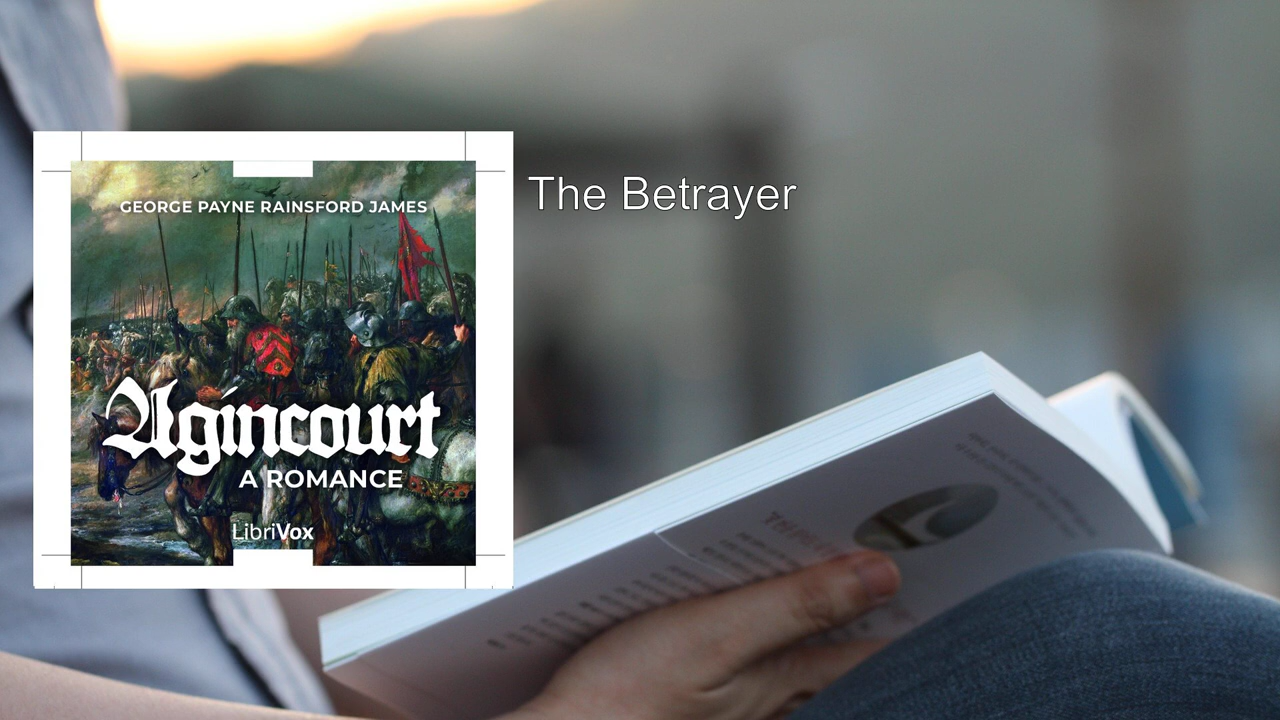 GEORGE PAYNE RAINSFORD JAMES
Agincourt
A ROMANCE
LibriVox
The Betrayer